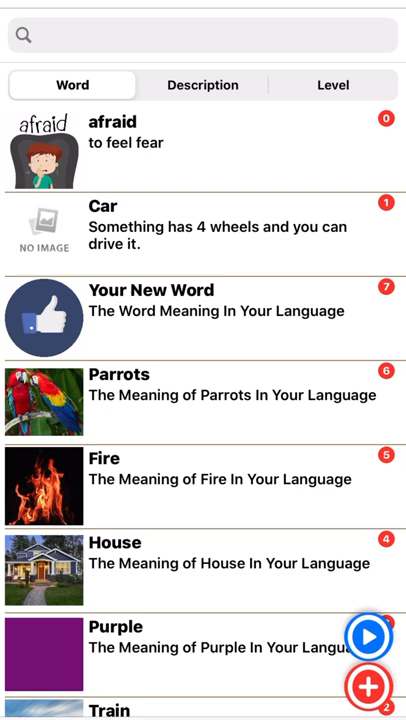 Word
Description
Level
afraid
afraid
0
to feel fear
Car
1
Something has 4 wheels and you can
drive it.
NO IMAGE
Your New Word
7
The Word Meaning In Your Language
Parrots
6
The Meaning of Parrots In Your Language
Fire
5
The Meaning of Fire In Your Language
House
4
The Meaning of House In Your Language
Purple
The Meaning of Purple In Your
Train
2